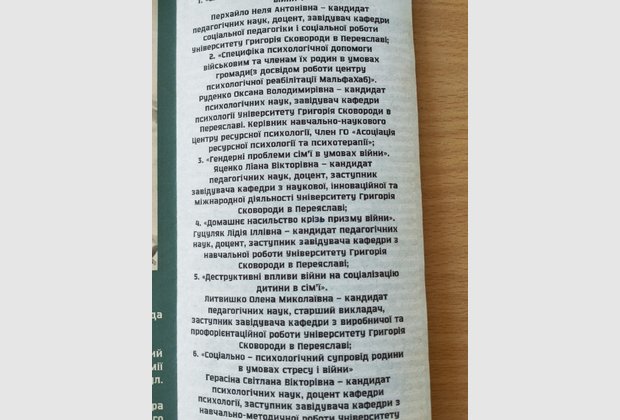 Перхайло Неля Антонівна – кандидат
педагогічних наук, доцент, завідувач кафедри
соціальної педагогіки і соціальної роботи
Університету Григорія Сковороди в Переяславі;
2. «Специфіка психологічної допомоги
військовим та членам їх родин в умовах
громади(з досвідом роботи центру
психологічної реабілітації Мальфахаб)».
Руденко Оксана Володимирівна – кандидат
психологічних наук, завідувач кафедри
психології Університету Григорія Сковороди в
Переяславі. Керівник навчально-наукового
центру ресурсної психології, Член ГО «Асоціація
ресурсної психології та психотерапії»;
3. «Гендерні проблеми сім'ї в умовах війни».
Яценко Ліана Вікторівна – кандидат
педагогічних наук, доцент, заступник
завідувача кафедри з наукової, інноваційної та
міжнародної діяльності Університету Григорія
Сковороди в Переяславі;
4. «Домашнє насильство крізь призму війни».
Гуцуляк Лідія Іллівна – кандидат педагогічних
наук, доцент, заступник завідувача кафедри з
навчальної роботи Університету Григорія
Сковороди в Переяславі;
5. «Деструктивні впливи війни на соціалізацію
дитини в сім'ї».
Литвишко Олена Миколаївна – кандидат
педагогічних наук, старший викладач,
заступник завідувача кафедри з виробничої та
профорієнтаційної роботи Університету Григорія
Сковороди в Переяславі;
6. «Соціально – психологічний супровід родини
в умовах стресу і війни»
Герасіна Світлана Вікторівна – кандидат
психологічних наук, доцент кафедри
психології, заступник завідувача кафедри з
навчально-методичної роботи Університету